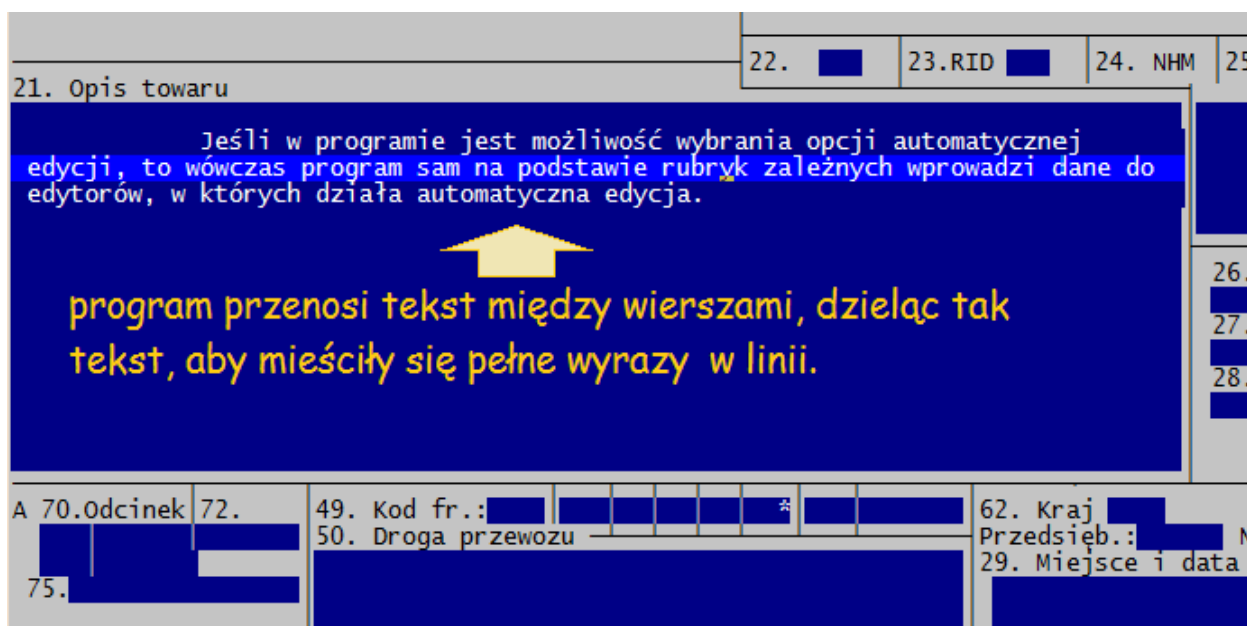 22.
23.RID
24. NHM
25
21. Opis towaru
Jeśli w programie jest możliwość wybrania opcji automatycznej
edycji, to wówczas program sam na podstawie rubryk zależnych wprowadzi dane do
edytorów, w których działa automatyczna edycja.
program przenosi tekst między wierszami, dzieląc tak
tekst, aby mieściły się pełne wyrazy w linii.
26.
27.
28.
A 70.Odcinek
72.
49. Kod fr.:
*
62. Kraj
50. Droga przewozu
Przedsięb.:
N
29. Miejsce i data
75.